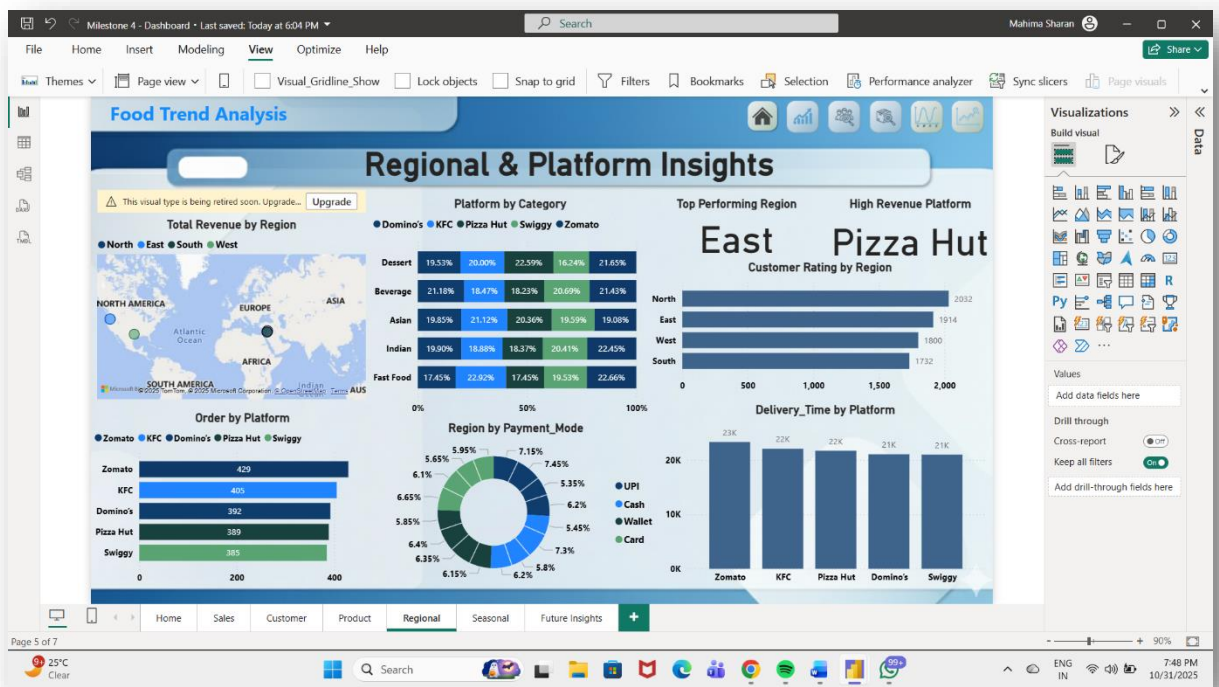 Milestone 4 - Dashboard • Last saved: Today at 6:04 PM
Search
Mahima Sharan
File Home Insert Modeling View Optimize Help
Share
Themes Page view Visual_Gridline_Show Lock objects Snap to grid Filters Bookmarks Selection Performance analyzer Sync slicers Page visuals
Food Trend Analysis
Regional & Platform Insights
This visual type is being retired soon. Upgrade... Upgrade
Total Revenue by Region
North East South West
NORTH AMERICA
EUROPE
ASIA
Atlantic
Ocean
AFRICA
SOUTH AMERICA
Indian
AUS
© 2025 TomTom, © 2025 Microsoft Corporation, © OpenStreetMap Terms
Platform by Category
Domino's KFC Pizza Hut Swiggy Zomato
Dessert 19.53% 20.00% 22.59% 16.24% 21.65%
Beverage 21.18% 18.47% 18.23% 20.69% 21.43%
Asian 19.85% 21.12% 20.36% 19.59% 19.08%
Indian 19.90% 18.88% 18.37% 20.41% 22.45%
Fast Food 17.45% 22.92% 17.45% 19.53% 22.66%
0% 50% 100%
Top Performing Region
East
High Revenue Platform
Pizza Hut
Customer Rating by Region
North 2032
East 1914
West 1800
South 1732
0 500 1,000 1,500 2,000
Order by Platform
Zomato KFC Domino's Pizza Hut Swiggy
Zomato 429
KFC 405
Domino's 392
Pizza Hut 389
Swiggy 385
0 200 400
Region by Payment_Mode
7.15%
7.45%
5.35%
6.2%
5.45%
7.3%
5.8%
6.2%
6.15%
6.35%
6.4%
5.85%
6.65%
6.1%
5.65%
5.95%
UPI
Cash
Wallet
Card
Delivery_Time by Platform
23K 22K 22K 21K 21K
20K
10K
0K
Zomato KFC Pizza Hut Domino's Swiggy
Visualizations
Build visual
123
R
Py
Values
Add data fields here
Drill through
Cross-report Off
Keep all filters On
Add drill-through fields here
Data
Home Sales Customer Product Regional Seasonal Future Insights
Page 5 of 7
90%
25°C
Clear
Search
99+
ENG
IN
7:48 PM
10/31/2025